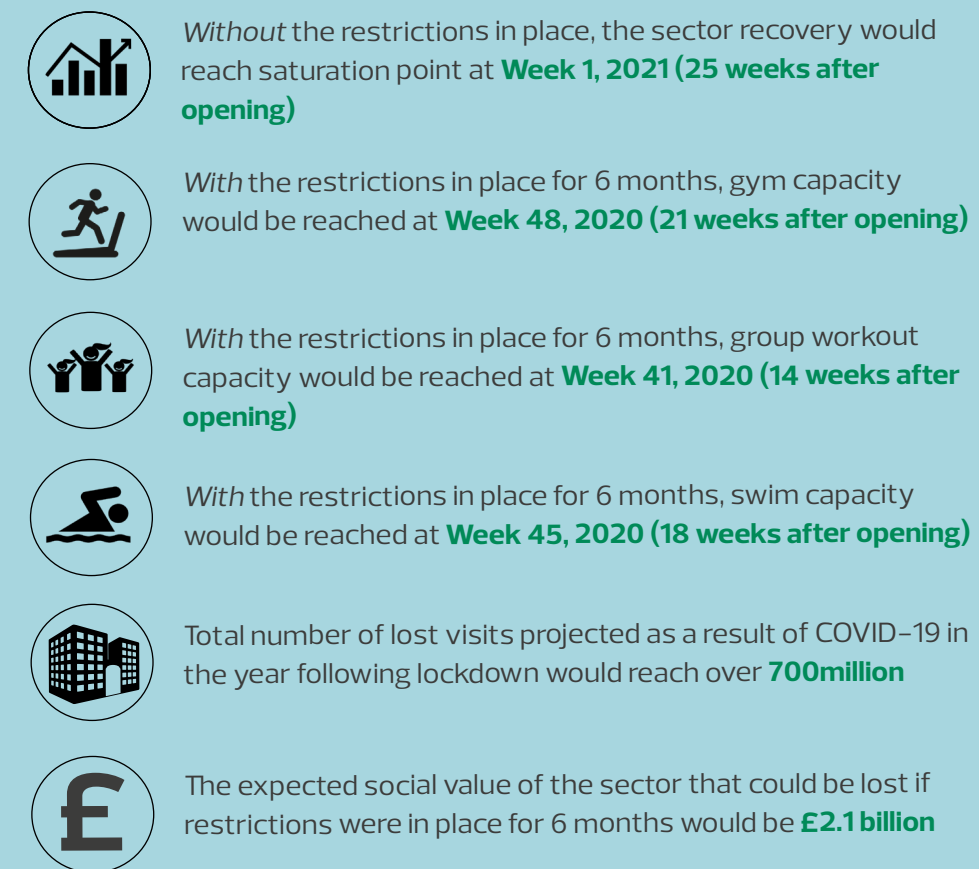 Without the restrictions in place, the sector recovery would
reach saturation point at Week 1, 2021 (25 weeks after
opening)
With the restrictions in place for 6 months, gym capacity
would be reached at Week 48, 2020 (21 weeks after opening)
With the restrictions in place for 6 months, group workout
capacity would be reached at Week 41, 2020 (14 weeks after
opening)
With the restrictions in place for 6 months, swim capacity
would be reached at Week 45, 2020 (18 weeks after opening)
Total number of lost visits projected as a result of COVID-19 in
the year following lockdown would reach over 700million
£
The expected social value of the sector that could be lost if
restrictions were in place for 6 months would be £2.1 billion